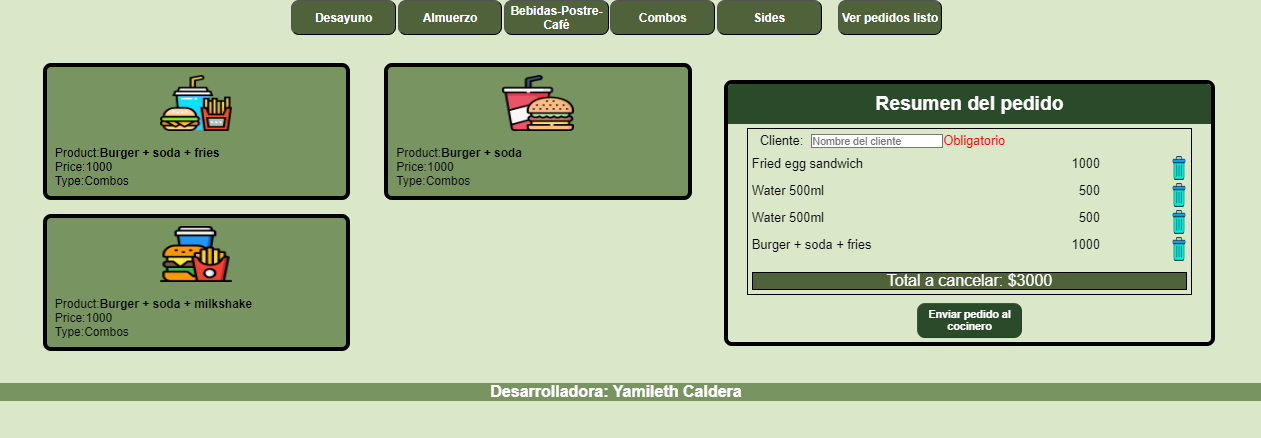 Desayuno
Almuerzo
Bebidas-Postre-
Café
Combos
Sides
Ver pedidos listo
Product:Burger + soda + fries
Price:1000
Type:Combos
Product:Burger + soda
Price:1000
Type:Combos
Product:Burger + soda + milkshake
Price:1000
Type:Combos
Resumen del pedido
Cliente: Nombre del cliente Obligatorio
Fried egg sandwich 1000
Water 500ml 500
Water 500ml 500
Burger + soda + fries 1000
Total a cancelar: $3000
Enviar pedido al
cocinero
Desarrolladora: Yamileth Caldera